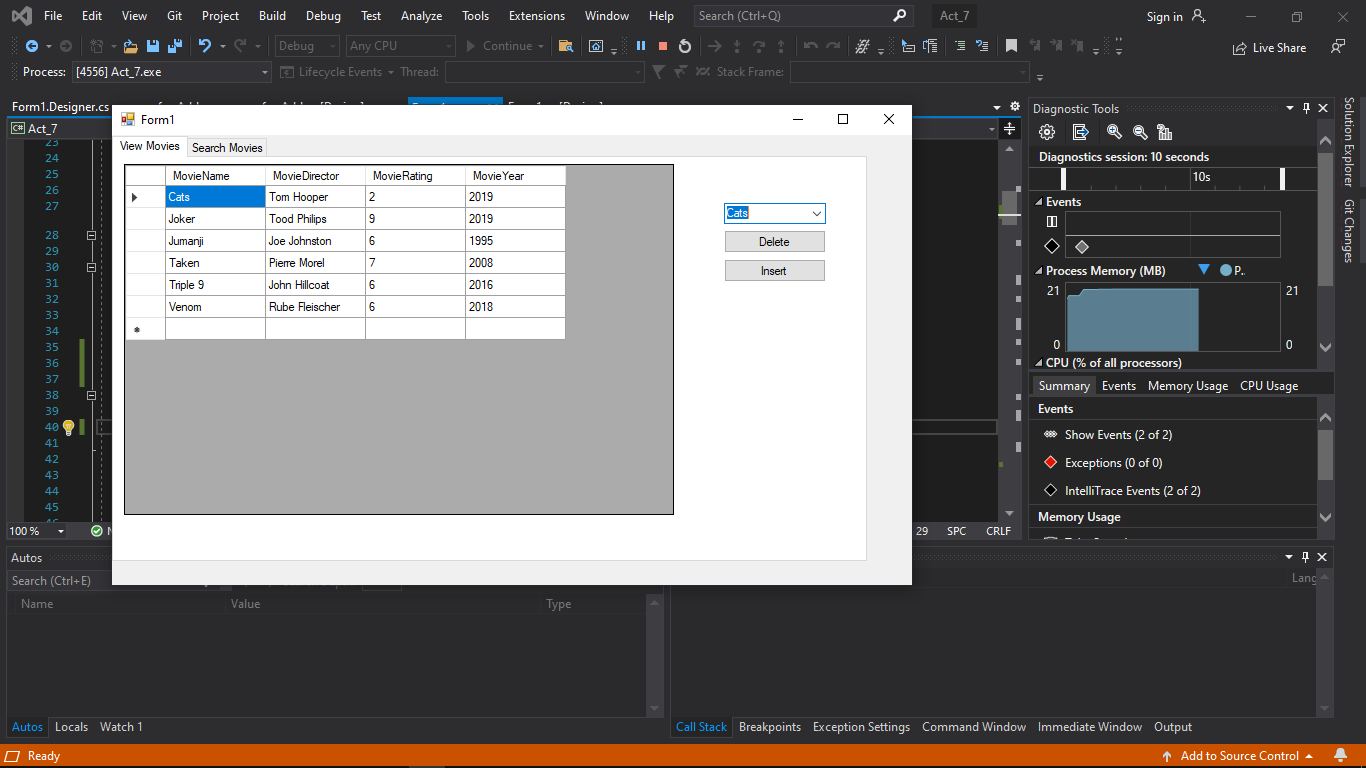 File Edit View Git Project Build Debug Test Analyze Tools Extensions Window Help Search (Ctrl+Q) Act_7 Sign in
Debug Any CPU Continue Live Share
Process: [4556] Act_7.exe Lifecycle Events Thread: Stack Frame:
Form1.Designer.cs
C# Act_7
Form1
View Movies Search Movies
MovieName MovieDirector MovieRating MovieYear
Cats Tom Hooper 2 2019
Joker Tood Philips 9 2019
Jumanji Joe Johnston 6 1995
Taken Pierre Morel 7 2008
Triple 9 John Hillcoat 6 2016
Venom Rube Fleischer 6 2018
Cats
Delete
Insert
23
24
25
26
27
28
29
30
31
32
33
34
35
36
37
38
39
40
41
42
43
44
45
100 % 29 SPC CRLF
Diagnostic Tools
Diagnostics session: 10 seconds
10s
Events
Process Memory (MB) P..
21 21
0 0
CPU (% of all processors)
Summary Events Memory Usage CPU Usage
Events
Show Events (2 of 2)
Exceptions (0 of 0)
IntelliTrace Events (2 of 2)
Memory Usage
Solution Explorer
Git Changes
Autos
Search (Ctrl+E)
Name Value Type
Lang
Autos Locals Watch 1
Call Stack Breakpoints Exception Settings Command Window Immediate Window Output
Ready Add to Source Control